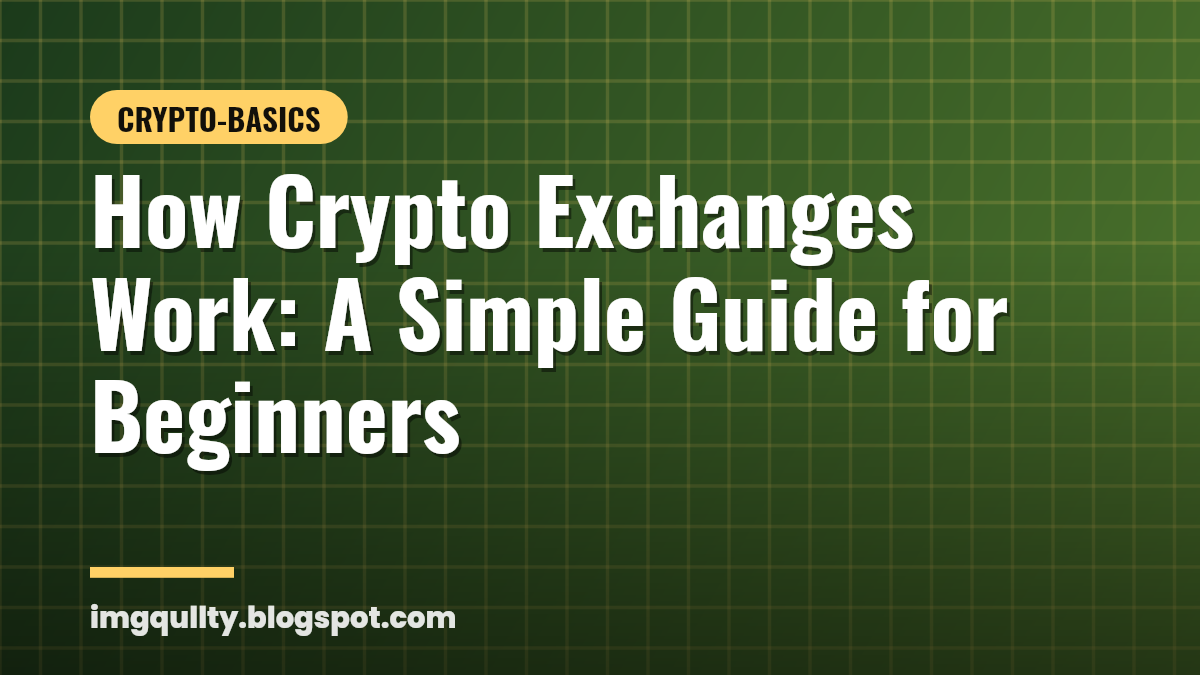 CRYPTO-BASICS
How Crypto Exchanges
Work: A Simple Guide for
Beginners
imgqullty.blogspot.com